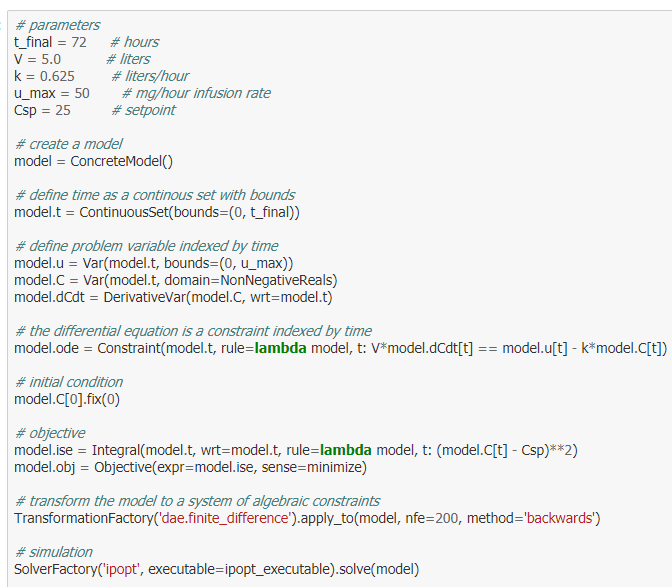 # parameters
t_final = 72 # hours
V = 5.0 # liters
k = 0.625 # liters/hour
u_max = 50 # mg/hour infusion rate
Csp = 25 # setpoint
# create a model
model = ConcreteModel()
# define time as a continous set with bounds
model.t = ContinuousSet(bounds=(0, t_final))
# define problem variable indexed by time
model.u = Var(model.t, bounds=(0, u_max))
model.C = Var(model.t, domain=NonNegativeReals)
model.dCdt = DerivativeVar(model.C, wrt=model.t)
# the differential equation is a constraint indexed by time
model.ode = Constraint(model.t, rule=lambda model, t: V*model.dCdt[t] == model.u[t] - k*model.C[t])
# initial condition
model.C[0].fix(0)
# objective
model.ise = Integral(model.t, wrt=model.t, rule=lambda model, t: (model.C[t] - Csp)**2)
model.obj = Objective(expr=model.ise, sense=minimize)
# transform the model to a system of algebraic constraints
TransformationFactory('dae.finite_difference').apply_to(model, nfe=200, method='backwards')
# simulation
SolverFactory('ipopt', executable=ipopt_executable).solve(model)